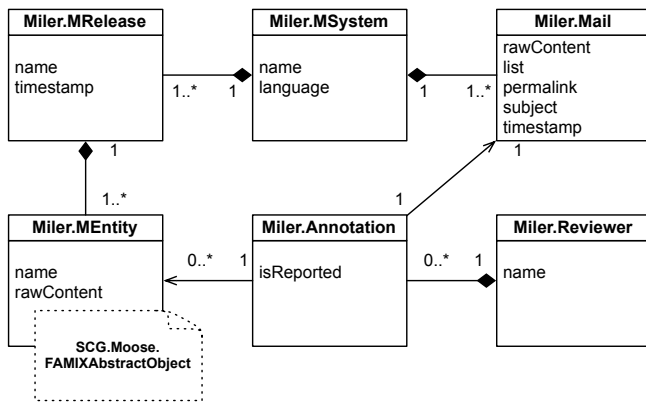 Miler.MRelease
name
timestamp
Miler.MSystem
name
language
Miler.Mail
rawContent
list
permalink
subject
timestamp
1..*
1
1
1..*
1
1..*
1
1
Miler.MEntity
name
rawContent
SCG.Moose.
FAMIXAbstractObject
Miler.Annotation
isReported
Miler.Reviewer
name
0..*
1
0..*
1